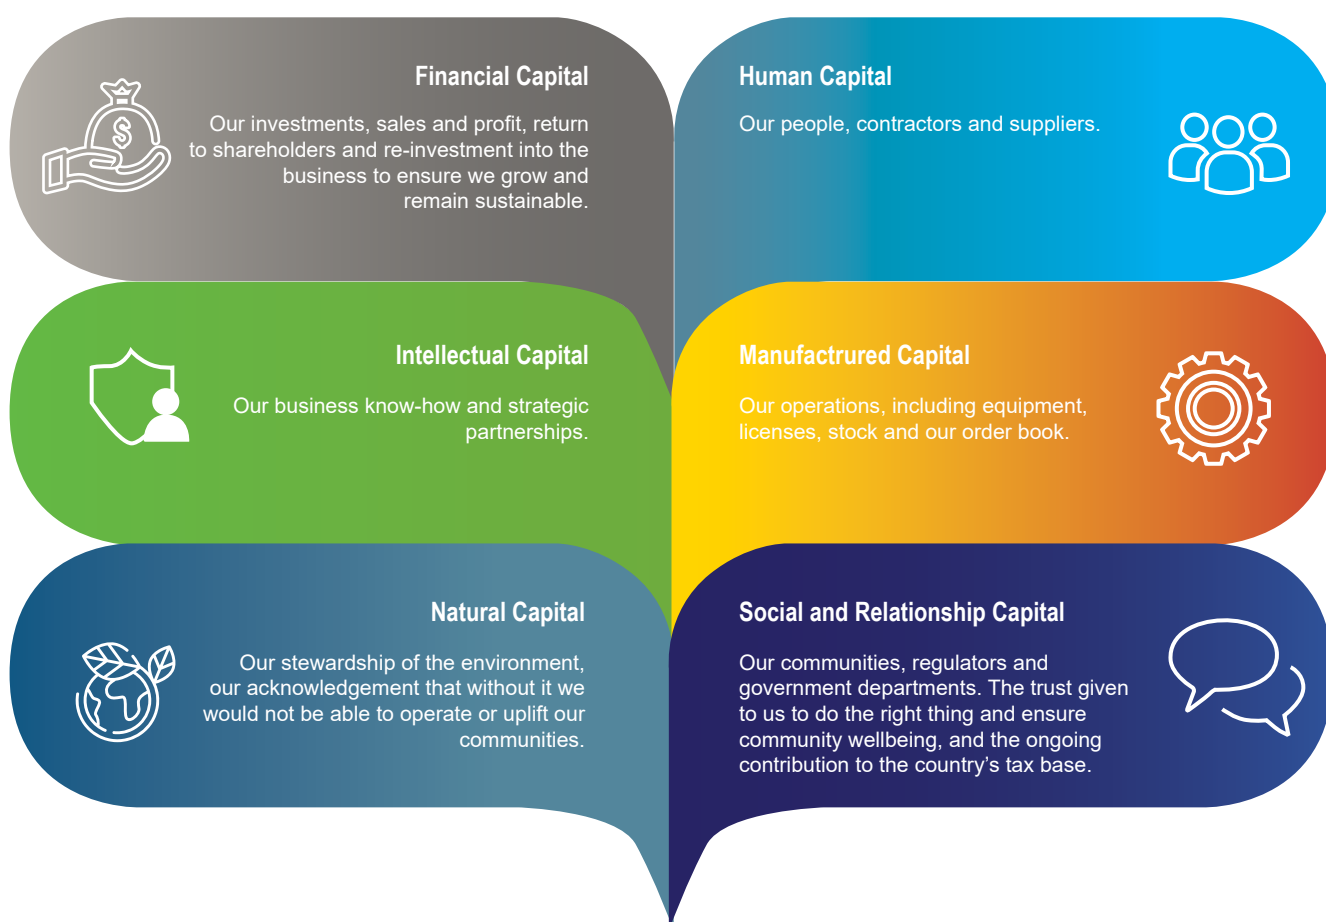 Financial Capital
Our investments, sales and profit, return
to shareholders and re-investment into the
business to ensure we grow and
remain sustainable.
Human Capital
Our people, contractors and suppliers.
Intellectual Capital
Our business know-how and strategic
partnerships.
Manufactrured Capital
Our operations, including equipment,
licenses, stock and our order book.
Natural Capital
Our stewardship of the environment,
our acknowledgement that without it we
would not be able to operate or uplift our
communities.
Social and Relationship Capital
Our communities, regulators and
government departments. The trust given
to us to do the right thing and ensure
community wellbeing, and the ongoing
contribution to the country’s tax base.